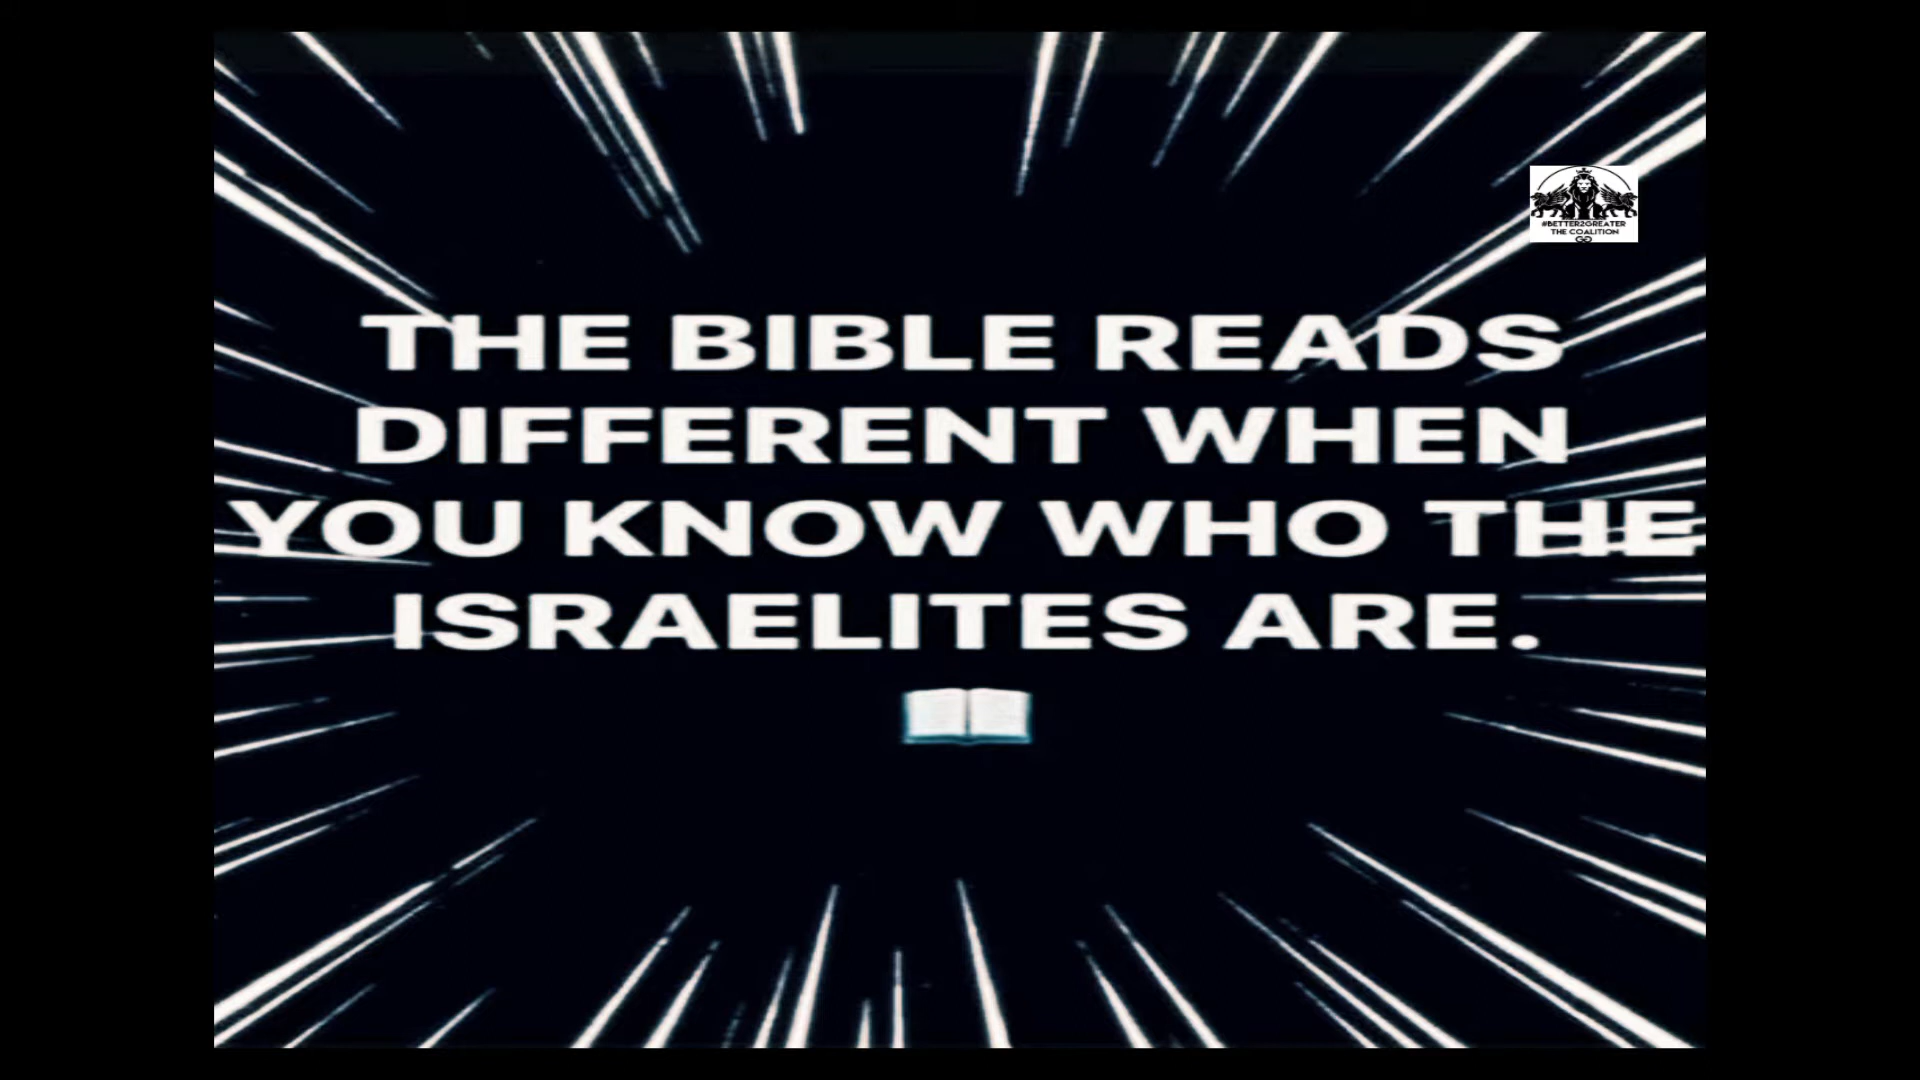 #BETTER2GREATER
THE COALITION
THE BIBLE READS
DIFFERENT WHEN
YOU KNOW WHO THE
ISRAELITES ARE.